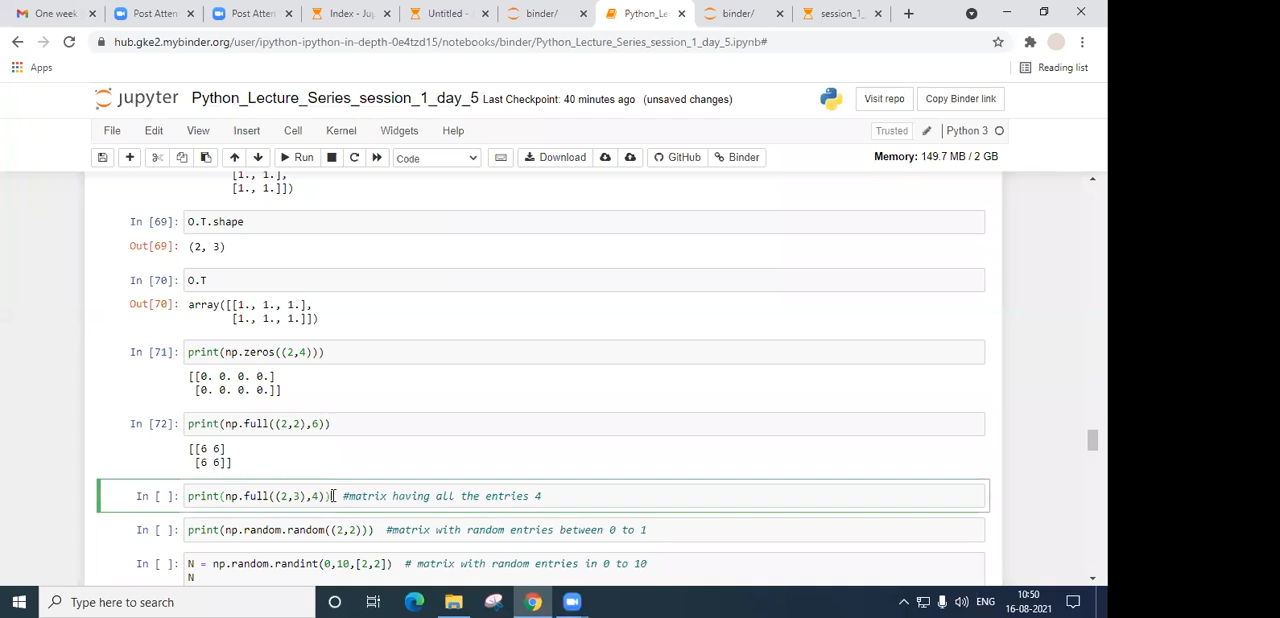 One week
Post Atten
Post Atten
Index - Ju
Untitled -
binder/
Python_Le
binder/
session_1_
hub.gke2.mybinder.org/user/ipython-ipython-in-depth-0e4tzd15/notebooks/binder/Python_Lecture_Series_session_1_day_5.ipynb#
Apps
Reading list
jupyter Python_Lecture_Series_session_1_day_5 Last Checkpoint: 40 minutes ago (unsaved changes)
Visit repo
Copy Binder link
File Edit View Insert Cell Kernel Widgets Help
Trusted
Python 3
Run
Code
Download
GitHub
Binder
Memory: 149.7 MB / 2 GB
[1., 1.],
[1., 1.]])
In [69]: O.T.shape
Out[69]: (2, 3)
In [70]: O.T
Out[70]: array([[1., 1., 1.],
[1., 1., 1.]])
In [71]: print(np.zeros((2,4)))
[[0. 0. 0. 0.]
[0. 0. 0. 0.]]
In [72]: print(np.full((2,2),6))
[[6 6]
[6 6]]
In [ ]: print(np.full((2,3),4)) #matrix having all the entries 4
In [ ]: print(np.random.random((2,2))) #matrix with random entries between 0 to 1
In [ ]: N = np.random.randint(0,10,[2,2]) # matrix with random entries in 0 to 10
N
Type here to search
ENG
10:50
16-08-2021